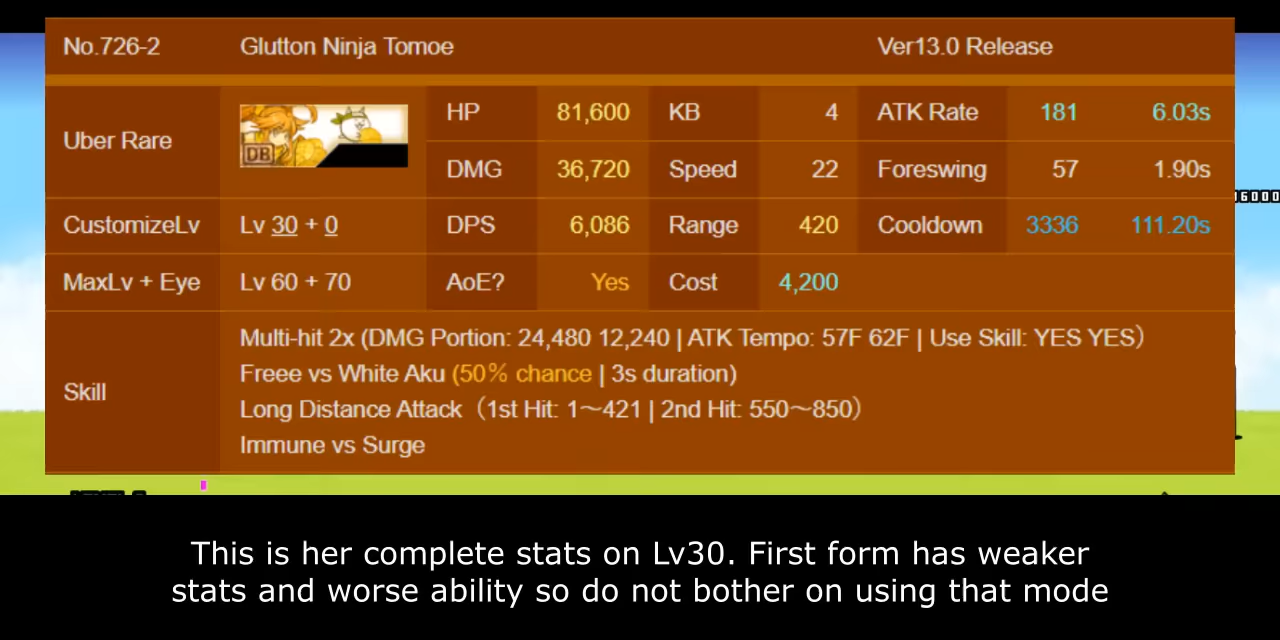 No.726-2 Glutton Ninja Tomoe Ver13.0 Release
Uber Rare DB HP 81,600 KB 4 ATK Rate 181 6.03s
DMG 36,720 Speed 22 Foreswing 57 1.90s
CustomizeLv Lv 30 + 0 DPS 6,086 Range 420 Cooldown 3336 111.20s
MaxLv + Eye Lv 60 + 70 AoE? Yes Cost 4,200
Skill
Multi-hit 2x (DMG Portion: 24,480 12,240 | ATK Tempo: 57F 62F | Use Skill: YES YES）
Freee vs White Aku (50% chance | 3s duration)
Long Distance Attack（1st Hit: 1～421 | 2nd Hit: 550～850）
Immune vs Surge
This is her complete stats on Lv30. First form has weaker
stats and worse ability so do not bother on using that mode